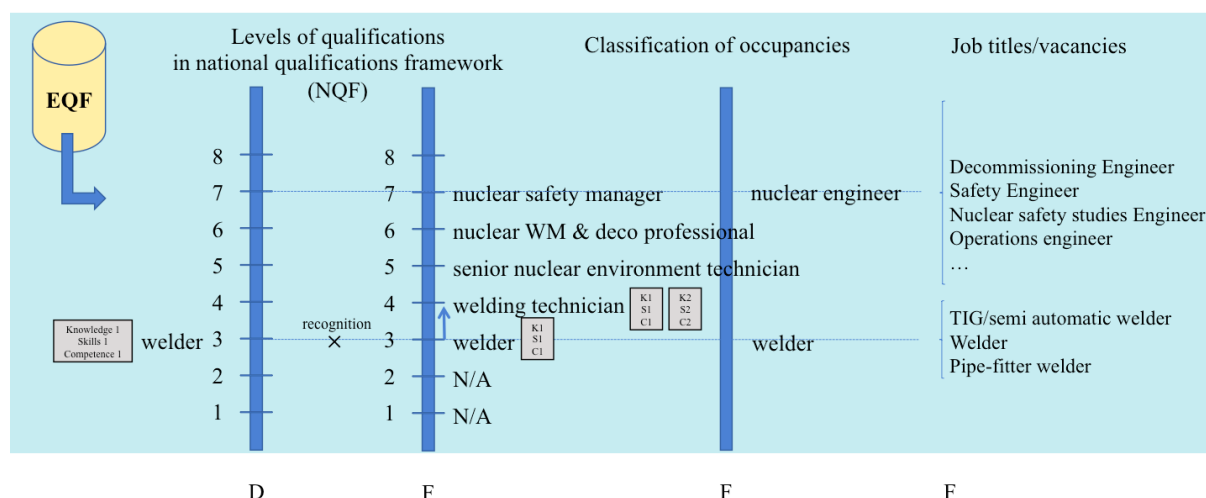 Levels of qualifications
in national qualifications framework
(NQF)
Classification of occupancies
Job titles/vacancies
EQF
8
7
6
5
4
3
2
1
Knowledge 1
Skills 1
Competence 1
welder
recognition
8
7
6
5
4
3
2
1
nuclear safety manager
nuclear WM & deco professional
senior nuclear environment technician
welding technician
K1
S1
C1
K2
S2
C2
welder
K1
S1
C1
N/A
N/A
nuclear engineer
welder
Decommissioning Engineer
Safety Engineer
Nuclear safety studies Engineer
Operations engineer
…
TIG/semi automatic welder
Welder
Pipe-fitter welder
D